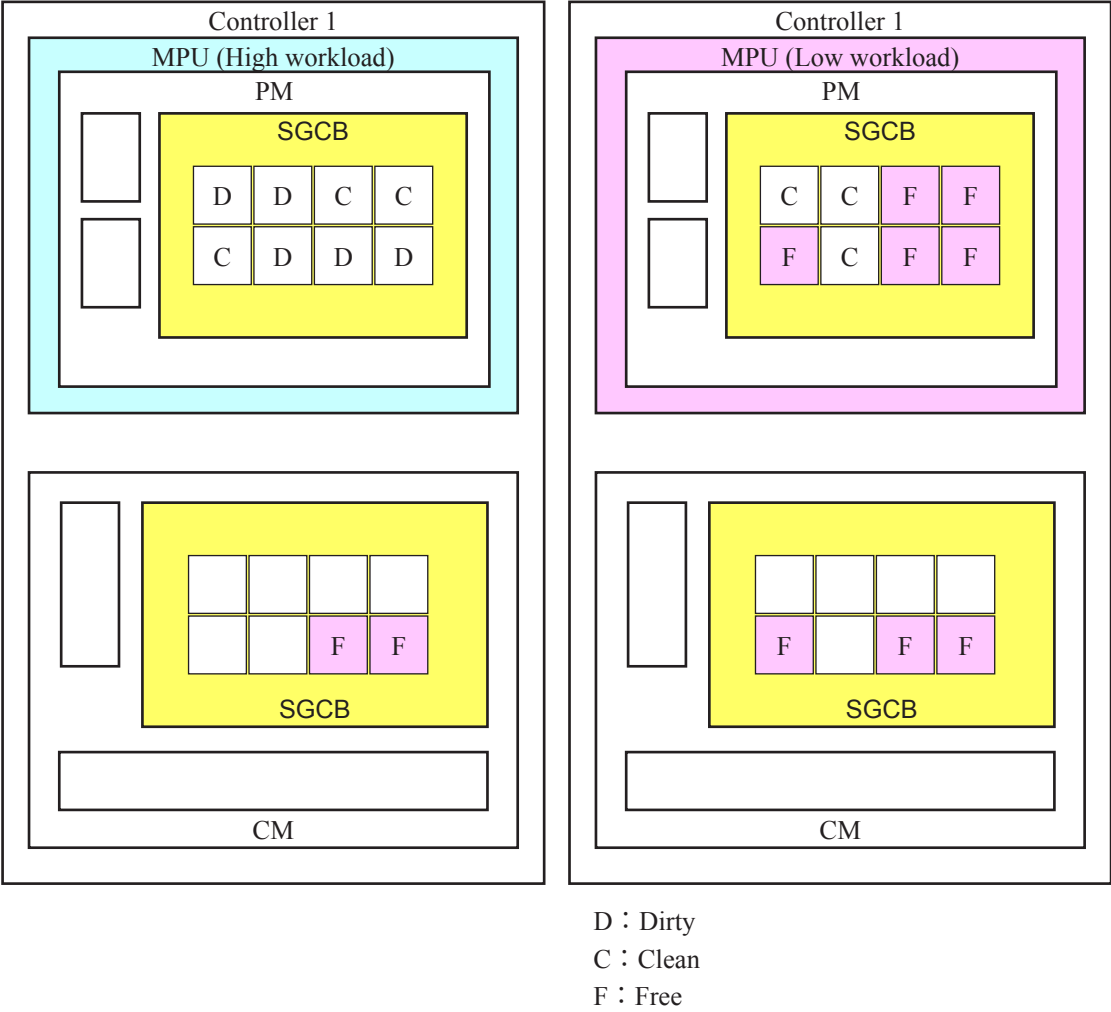 Controller 1
MPU (High workload)
PM
SGCB
D D C C
C D D D
F F
SGCB
CM
Controller 1
MPU (Low workload)
PM
SGCB
C C F F
F C F F
F F F
SGCB
CM
D：Dirty
C：Clean
F：Free